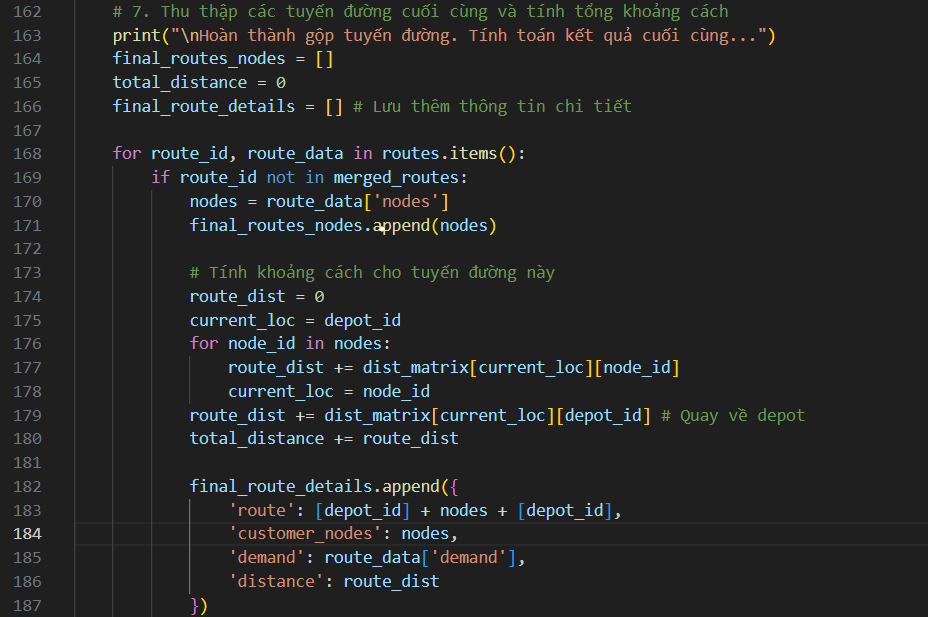 162 # 7. Thu thập các tuyến đường cuối cùng và tính tổng khoảng cách
163 print("\nHoàn thành gộp tuyến đường. Tính toán kết quả cuối cùng...")
164 final_routes_nodes = []
165 total_distance = 0
166 final_route_details = [] # Lưu thêm thông tin chi tiết
167
168 for route_id, route_data in routes.items():
169 if route_id not in merged_routes:
170 nodes = route_data['nodes']
171 final_routes_nodes.append(nodes)
172
173 # Tính khoảng cách cho tuyến đường này
174 route_dist = 0
175 current_loc = depot_id
176 for node_id in nodes:
177 route_dist += dist_matrix[current_loc][node_id]
178 current_loc = node_id
179 route_dist += dist_matrix[current_loc][depot_id] # Quay về depot
180 total_distance += route_dist
181
182 final_route_details.append({
183 'route': [depot_id] + nodes + [depot_id],
184 'customer_nodes': nodes,
185 'demand': route_data['demand'],
186 'distance': route_dist
187 })